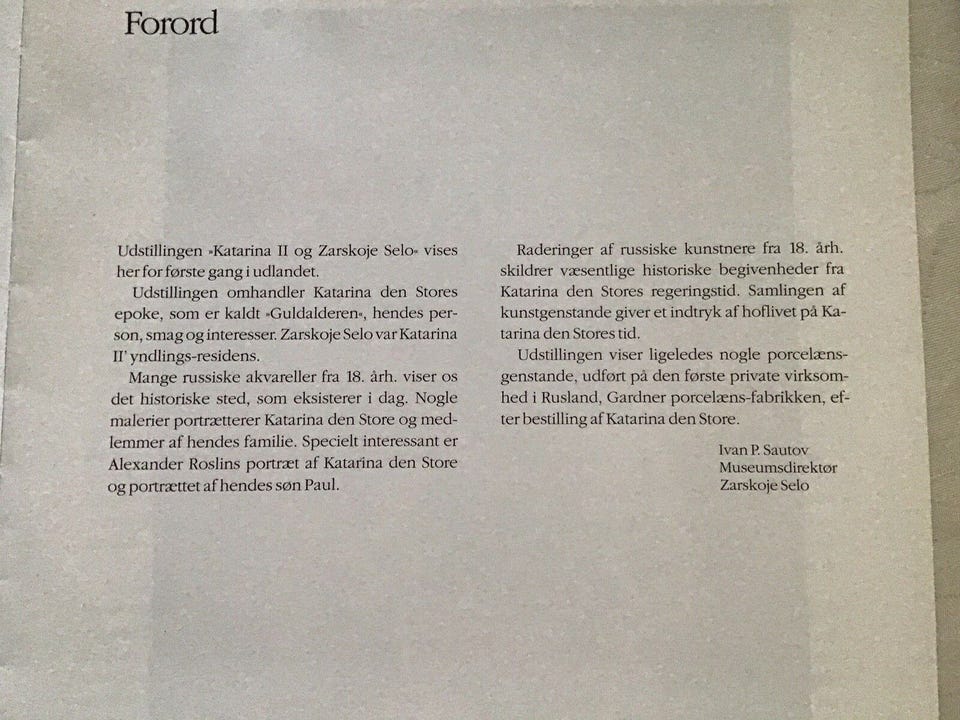 Forord
Udstillingen »Katarina II og Zarskoje Selo« vises
her for første gang i udlandet.
Udstillingen omhandler Katarina den Stores
epoke, som er kaldt »Guldalderen«, hendes per-
son, smag og interesser. Zarskoje Selo var Katarina
II' yndlings-residens.
Mange russiske akvareller fra 18. årh. viser os
det historiske sted, som eksisterer i dag. Nogle
malerier portrætterer Katarina den Store og med-
lemmer af hendes familie. Specielt interessant er
Alexander Roslins portræt af Katarina den Store
og portrættet af hendes søn Paul.
Raderinger af russiske kunstnere fra 18. årh.
skildrer væsentlige historiske begivenheder fra
Katarina den Stores regeringstid. Samlingen af
kunstgenstande giver et indtryk af hoflivet på Ka-
tarina den Stores tid.
Udstillingen viser ligeledes nogle porcelæns-
genstande, udført på den første private virksom-
hed i Rusland, Gardner porcelæns-fabrikken, ef-
ter bestilling af Katarina den Store.
Ivan P. Sautov
Museumsdirektør
Zarskoje Selo